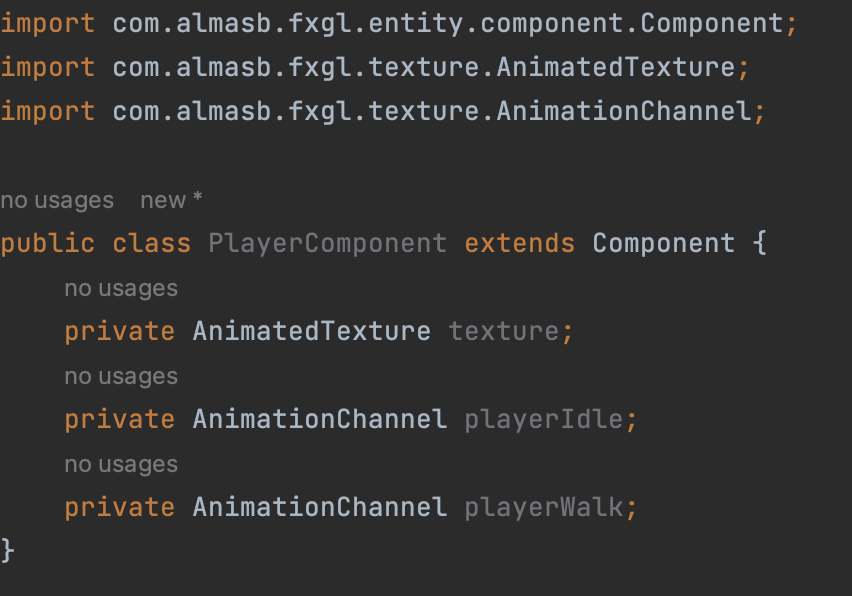 import com.almasb.fxgl.entity.component.Component;
import com.almasb.fxgl.texture.AnimatedTexture;
import com.almasb.fxgl.texture.AnimationChannel;
no usages   new *
public class PlayerComponent extends Component {
    no usages
    private AnimatedTexture texture;
    no usages
    private AnimationChannel playerIdle;
    no usages
    private AnimationChannel playerWalk;
}